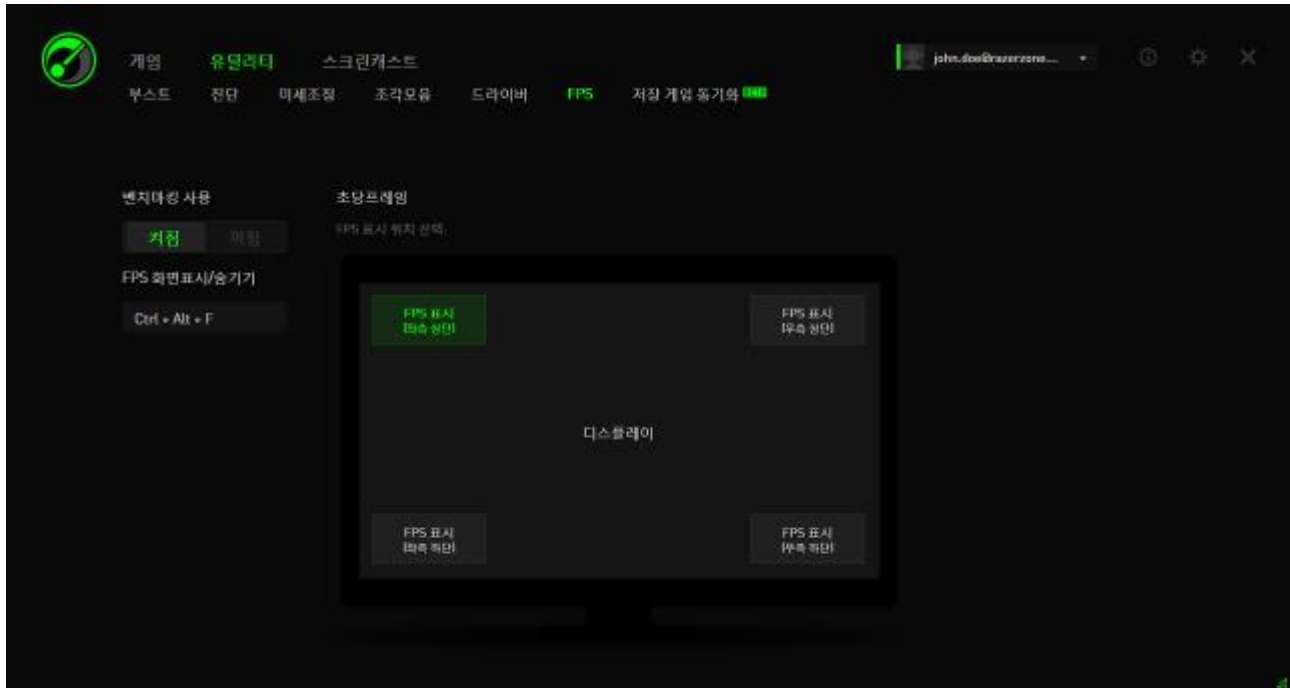 게임 유틸리티 스크린캐스트 john.doe@razerzone...
부스트 진단 미세조정 조각모음 드라이버 FPS 저장 게임 동기화
벤치마킹 사용
초당프레임
켜짐 꺼짐
FPS 표시 위치 선택:
FPS 화면표시/숨기기
Ctrl + Alt + F
FPS 표시
(좌측 상단)
FPS 표시
(우측 상단)
디스플레이
FPS 표시
(좌측 하단)
FPS 표시
(우측 하단)